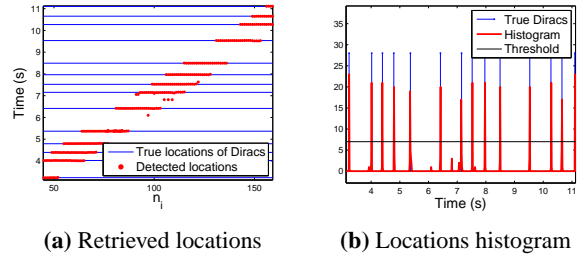 11
10
9
8
7
6
5
4
Time (s)
50
100
150
n_i
True locations of Diracs
Detected locations
(a) Retrieved locations
35
30
25
20
15
10
5
0
4
5
6
7
8
9
10
11
Time (s)
True Diracs
Histogram
Threshold
(b) Locations histogram